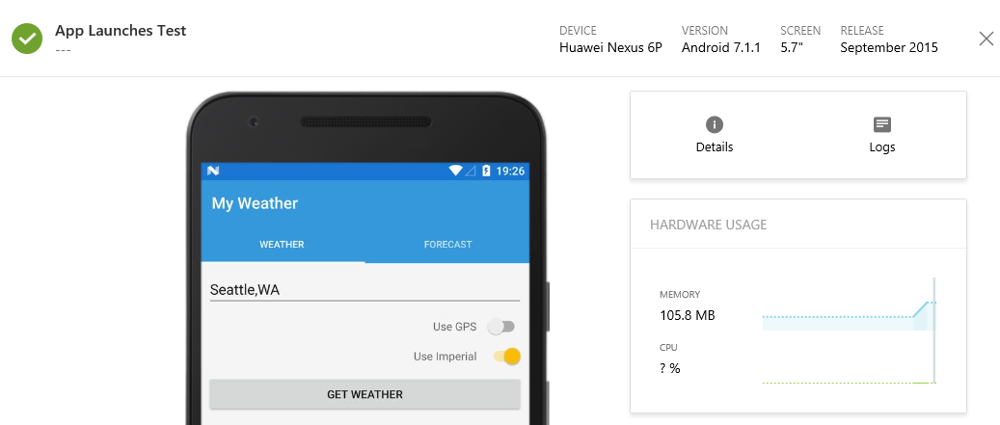 App Launches Test
---
DEVICE
Huawei Nexus 6P
VERSION
Android 7.1.1
SCREEN
5.7"
RELEASE
September 2015
19:26
My Weather
WEATHER
FORECAST
Seattle,WA
Use GPS
Use Imperial
GET WEATHER
Details
Logs
HARDWARE USAGE
MEMORY
105.8 MB
CPU
? %